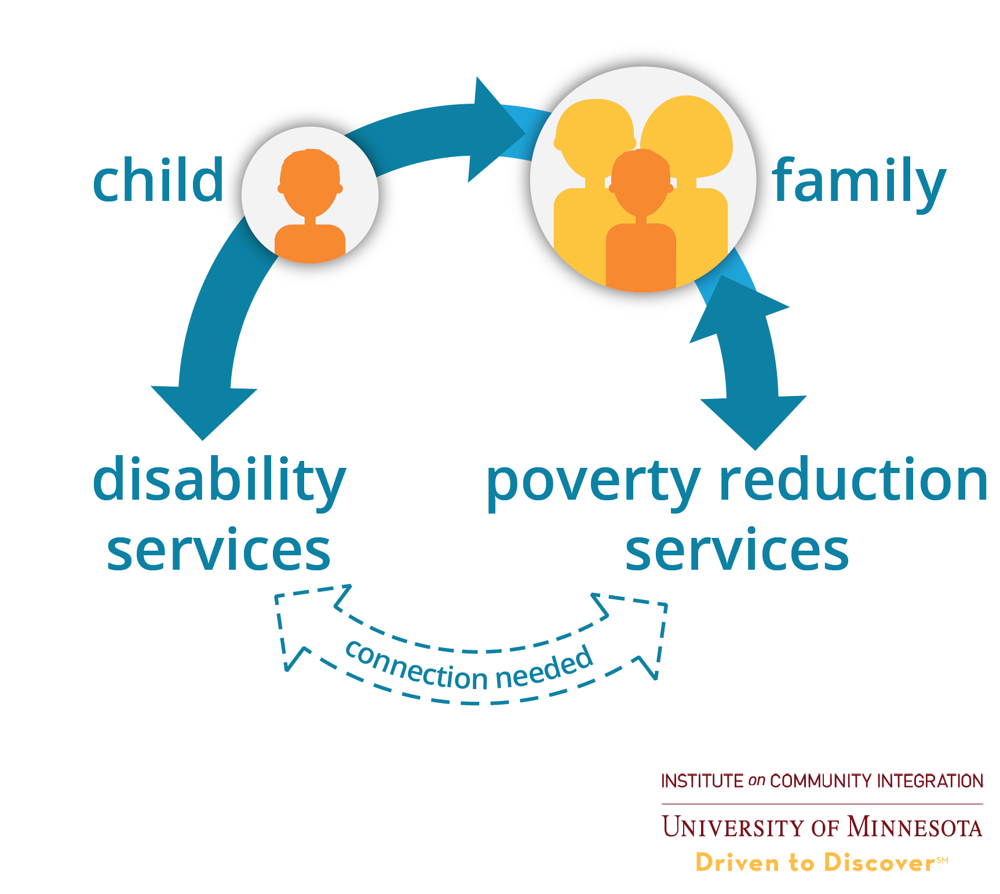 child
family
disability
services
poverty reduction
services
connection needed
INSTITUTE on COMMUNITY INTEGRATION
UNIVERSITY OF MINNESOTA
Driven to Discover℠